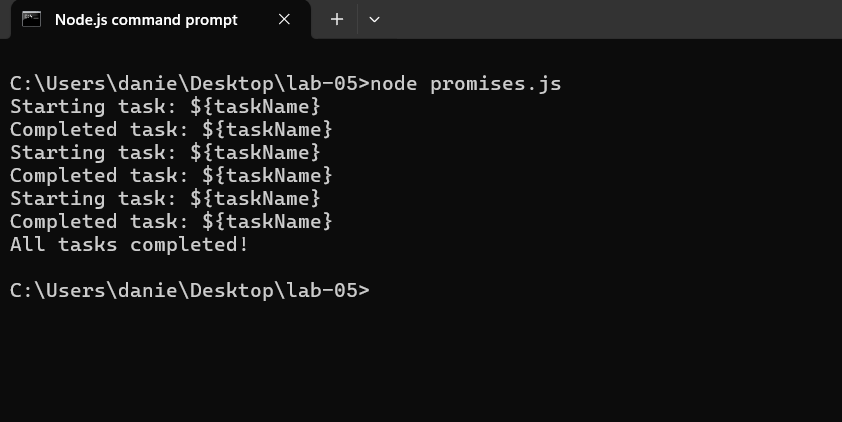 Node.js command prompt
C:\Users\danie\Desktop\lab-05>node promises.js
Starting task: ${taskName}
Completed task: ${taskName}
Starting task: ${taskName}
Completed task: ${taskName}
Starting task: ${taskName}
Completed task: ${taskName}
All tasks completed!
C:\Users\danie\Desktop\lab-05>